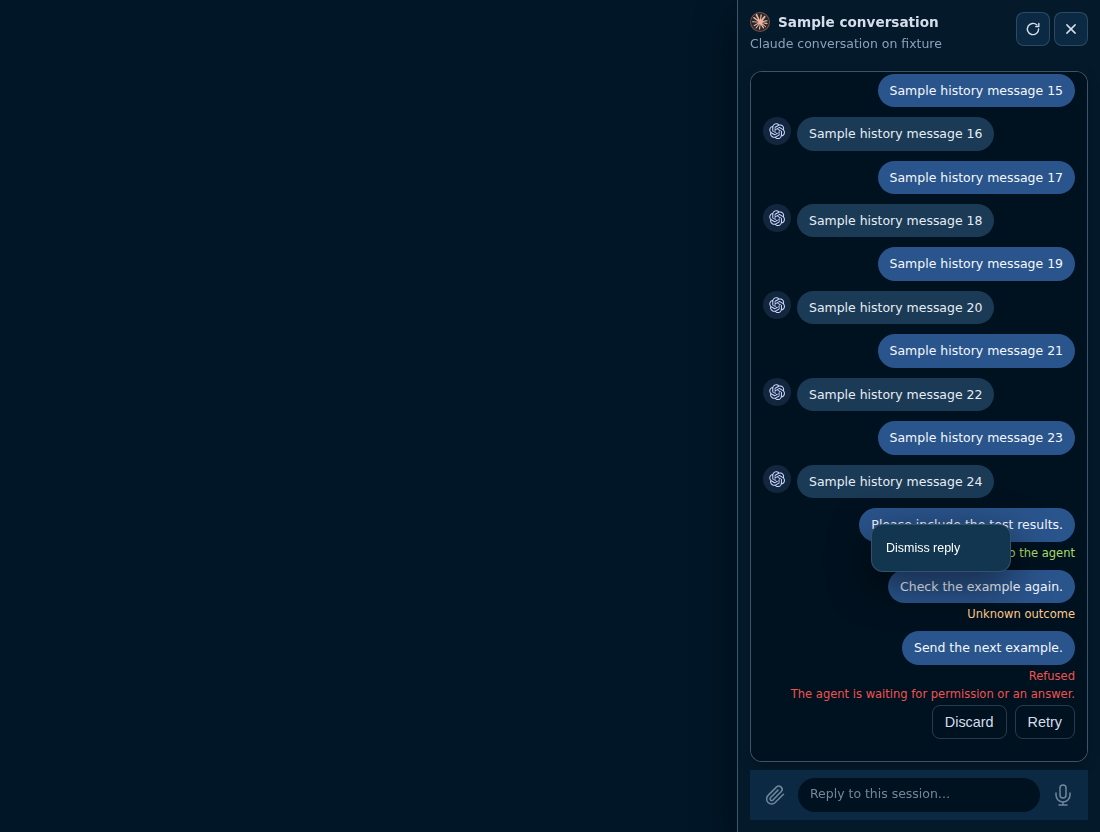 Sample conversation
Claude conversation on fixture
Sample history message 15
Sample history message 16
Sample history message 17
Sample history message 18
Sample history message 19
Sample history message 20
Sample history message 21
Sample history message 22
Sample history message 23
Sample history message 24
Please include the test results.
Dismiss reply
the agent
Check the example again.
Unknown outcome
Send the next example.
Refused
The agent is waiting for permission or an answer.
Discard
Retry
Reply to this session...